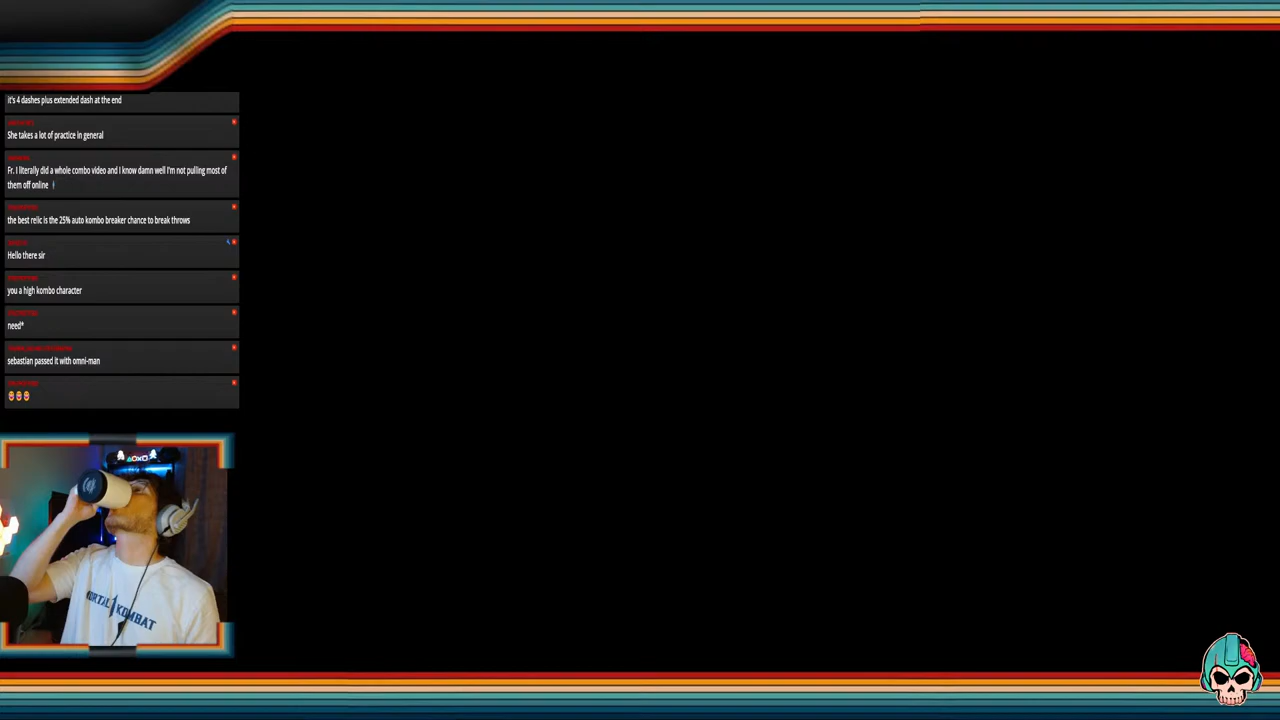 it's 4 dashes plus extended dash at the end
She takes a lot of practice in general
Fr. I literally did a whole combo video and I know damn well I'm not pulling most of
them off online
the best relic is the 25% auto kombo breaker chance to break throws
Hello there sir
you a high kombo character
need*
sebastian passed it with omni-man
MORTAL KOMBAT